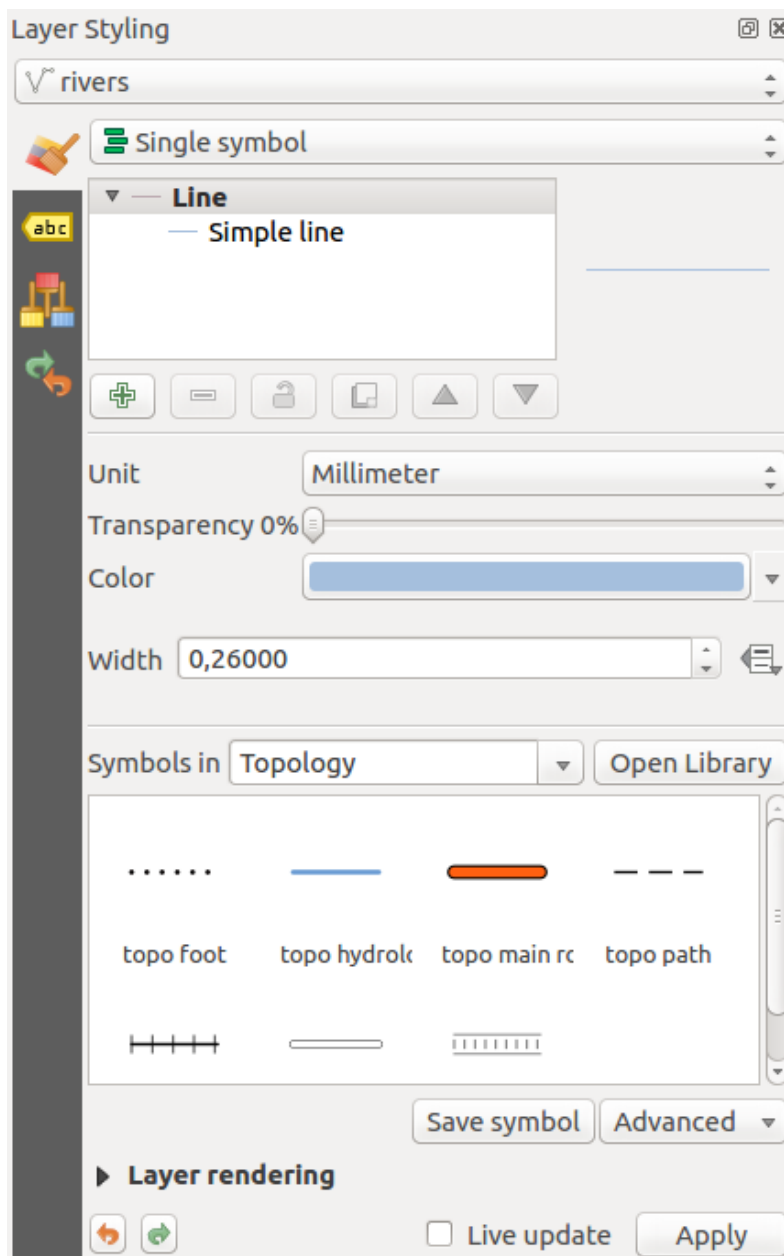 Layer Styling
rivers
Single symbol
Line
abc
Simple line
Unit
Millimeter
Transparency 0%
Color
Width
0,26000
Symbols in
Topology
Open Library
topo foot
topo hydrolo
topo main ro
topo path
Save symbol
Advanced
Layer rendering
Live update
Apply